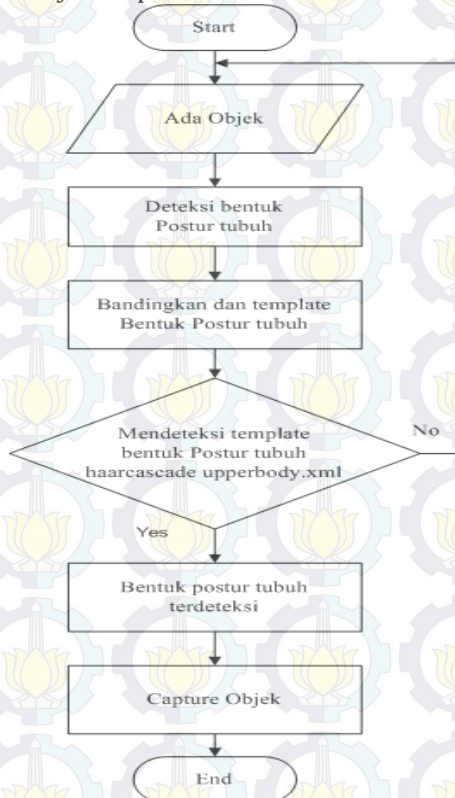 Start
Ada Objek
Deteksi bentuk
Postur tubuh
Bandingkan dan template
Bentuk Postur tubuh
Mendeteksi template
bentuk Postur tubuh
haarcascade upperbody.xml
No
Yes
Bentuk postur tubuh
terdeteksi
Capture Objek
End